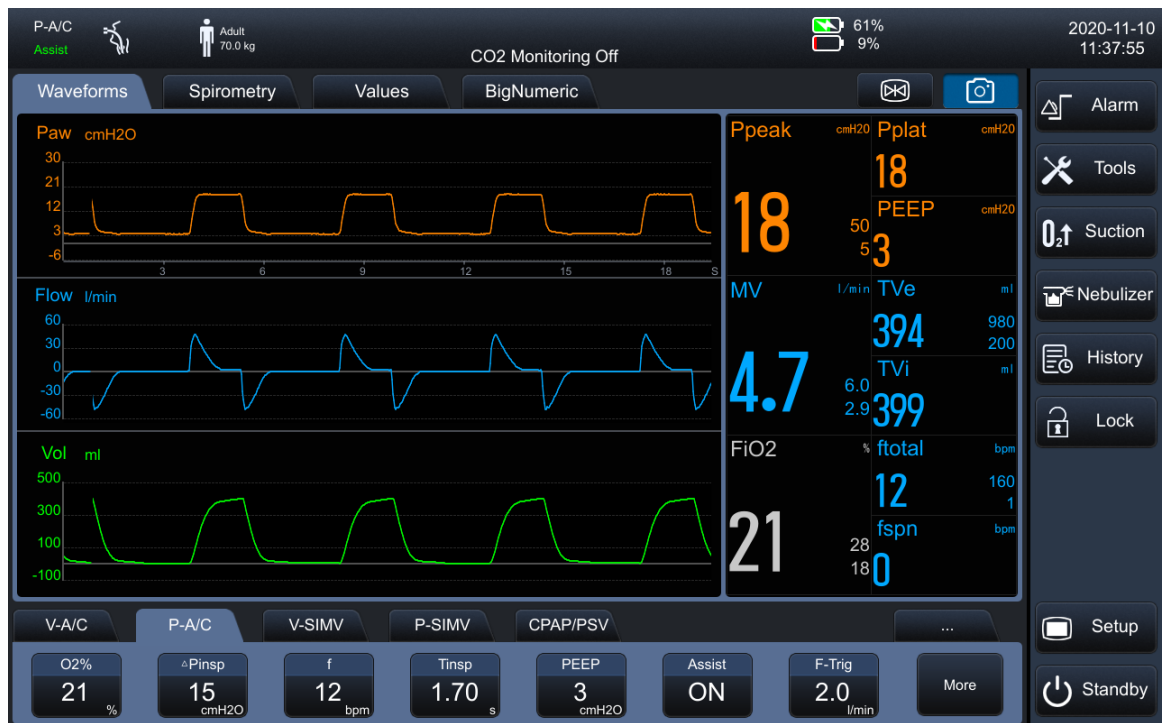 P-A/C
Assist
Adult
70.0 kg
CO2 Monitoring Off
61%
9%
2020-11-10
11:37:55
Waveforms
Spirometry
Values
BigNumeric
Paw cmH2O
30
21
12
3
-6
3 6 9 12 15 18 S
Flow l/min
60
30
0
-30
-60
Vol ml
500
300
100
-100
Ppeak cmH2O
18
50
5
Pplat cmH2O
18
PEEP cmH2O
3
MV l/min
4.7
6.0
2.9
TVe ml
394
980
200
TVi ml
399
FiO2 %
21
28
18
ftotal bpm
12
160
1
fspn bpm
0
Alarm
Tools
O2 Suction
Nebulizer
History
Lock
Setup
Standby
V-A/C
P-A/C
V-SIMV
P-SIMV
CPAP/PSV
...
O2%
21
%
△Pinsp
15
cmH2O
f
12
bpm
Tinsp
1.70
s
PEEP
3
cmH2O
Assist
ON
F-Trig
2.0
l/min
More